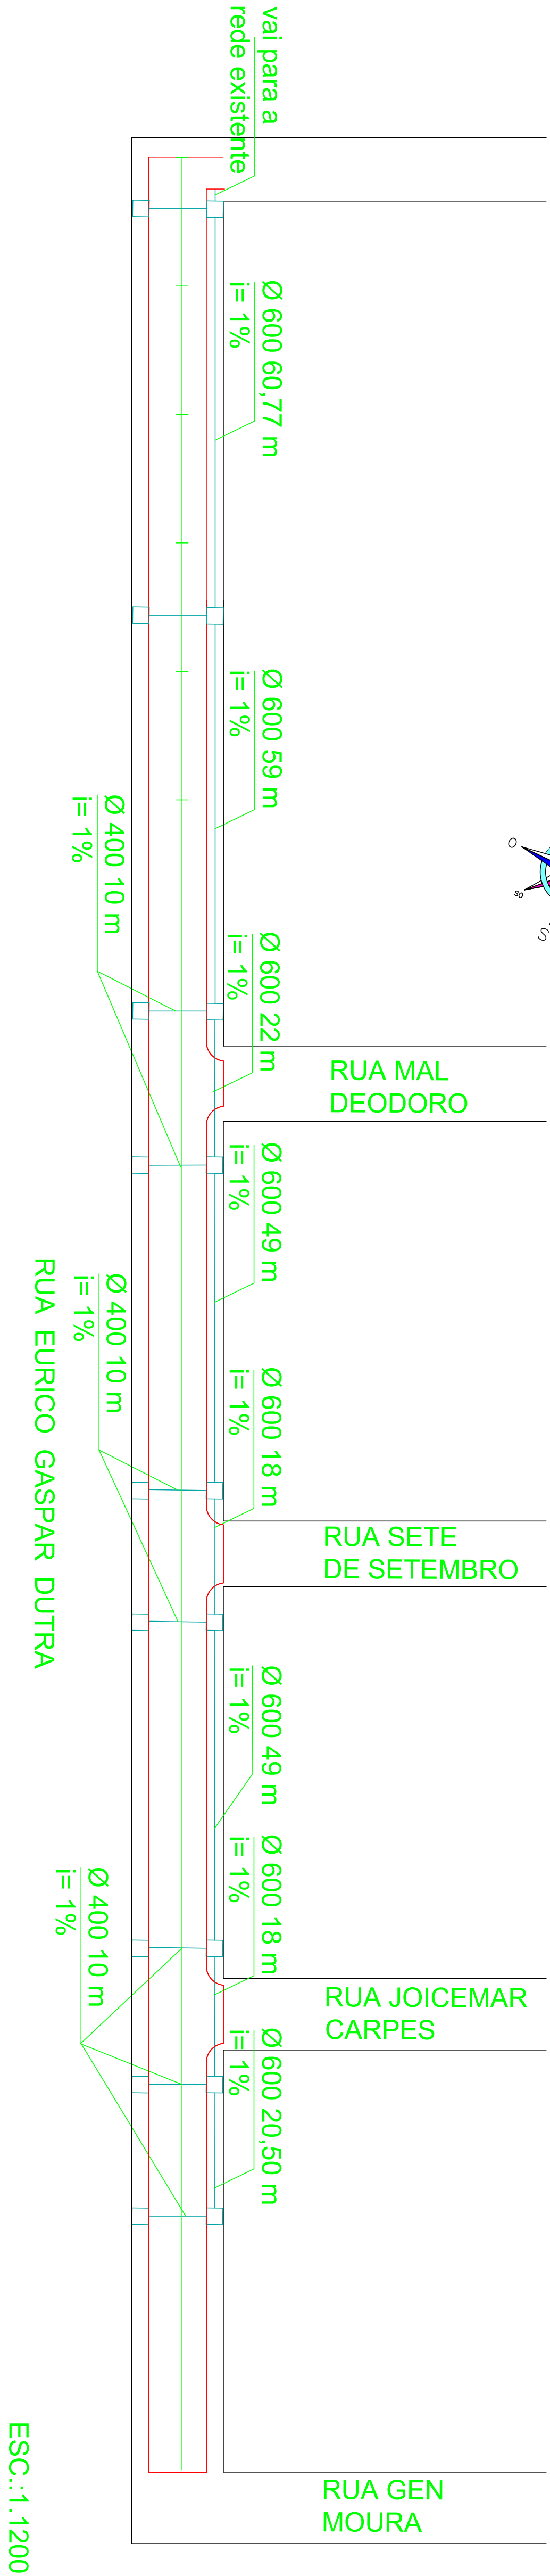 vai para a
rede existente
Ø 600 60,77 m
i= 1%
Ø 600 59 m
i= 1%
Ø 400 10 m
i= 1%
O
SO
S
Ø 600 22 m
i= 1%
RUA MAL
DEODORO
Ø 600 49 m
i= 1%
RUA EURICO GASPAR DUTRA
Ø 400 10 m
i= 1%
Ø 600 18 m
i= 1%
RUA SETE
DE SETEMBRO
Ø 600 49 m
i= 1%
Ø 600 18 m
i= 1%
Ø 400 10 m
i= 1%
RUA JOICEMAR
CARPES
Ø 600 20,50 m
i= 1%
RUA GEN
MOURA
ESC.:1.1200